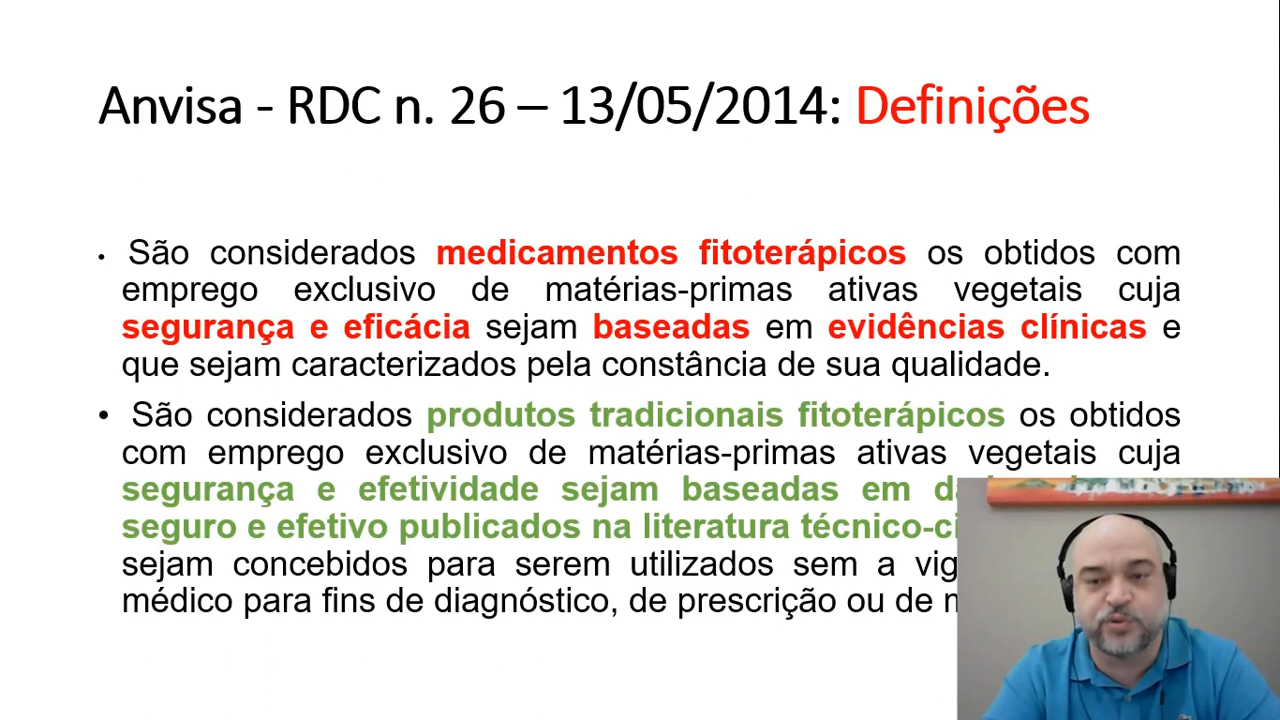 Anvisa - RDC n. 26 – 13/05/2014: Definições
• São considerados medicamentos fitoterápicos os obtidos com
emprego exclusivo de matérias-primas ativas vegetais cuja
segurança e eficácia sejam baseadas em evidências clínicas e
que sejam caracterizados pela constância de sua qualidade.
• São considerados produtos tradicionais fitoterápicos os obtidos
com emprego exclusivo de matérias-primas ativas vegetais cuja
segurança e efetividade sejam baseadas em
seguro e efetivo publicados na literatura
sejam concebidos para serem utilizados sem a
médico para fins de diagnóstico, de prescrição ou de